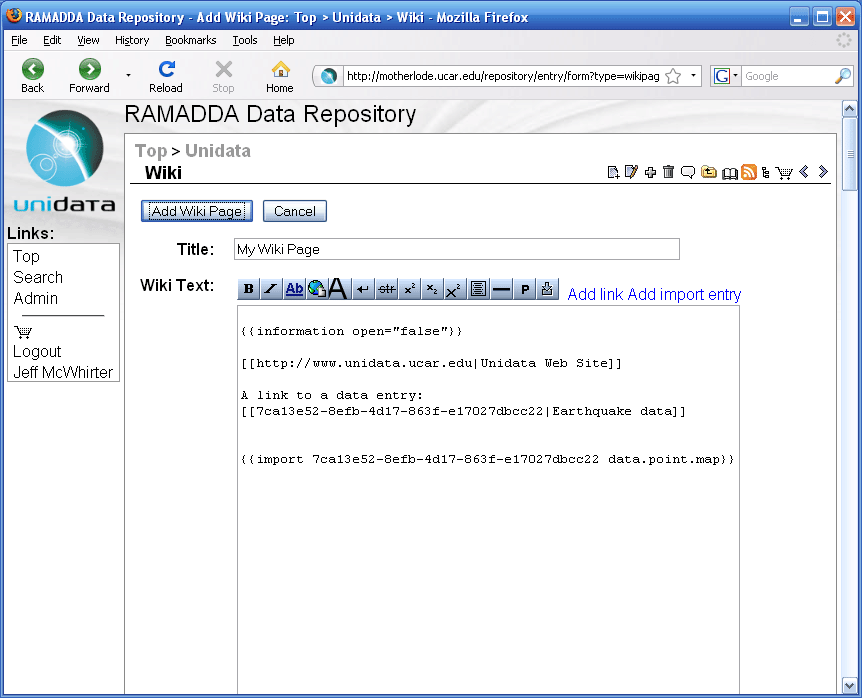 RAMADDA Data Repository - Add Wiki Page: Top > Unidata > Wiki - Mozilla Firefox
File Edit View History Bookmarks Tools Help
Back Forward Reload Stop Home http://motherlode.ucar.edu/repository/entry/form?type=wikipag G Google
RAMADDA Data Repository
unidata
Links:
Top
Search
Admin
Logout
Jeff McWhirter
Top > Unidata
Wiki
Add Wiki Page Cancel
Title: My Wiki Page
Wiki Text: B I Ab A str x² x₂ x² P Add link Add import entry
{{information open="false"}}
[[http://www.unidata.ucar.edu|Unidata Web Site]]
A link to a data entry:
[[7ca13e52-8efb-4d17-863f-e17027dbcc22|Earthquake data]]
{{import 7ca13e52-8efb-4d17-863f-e17027dbcc22 data.point.map}}